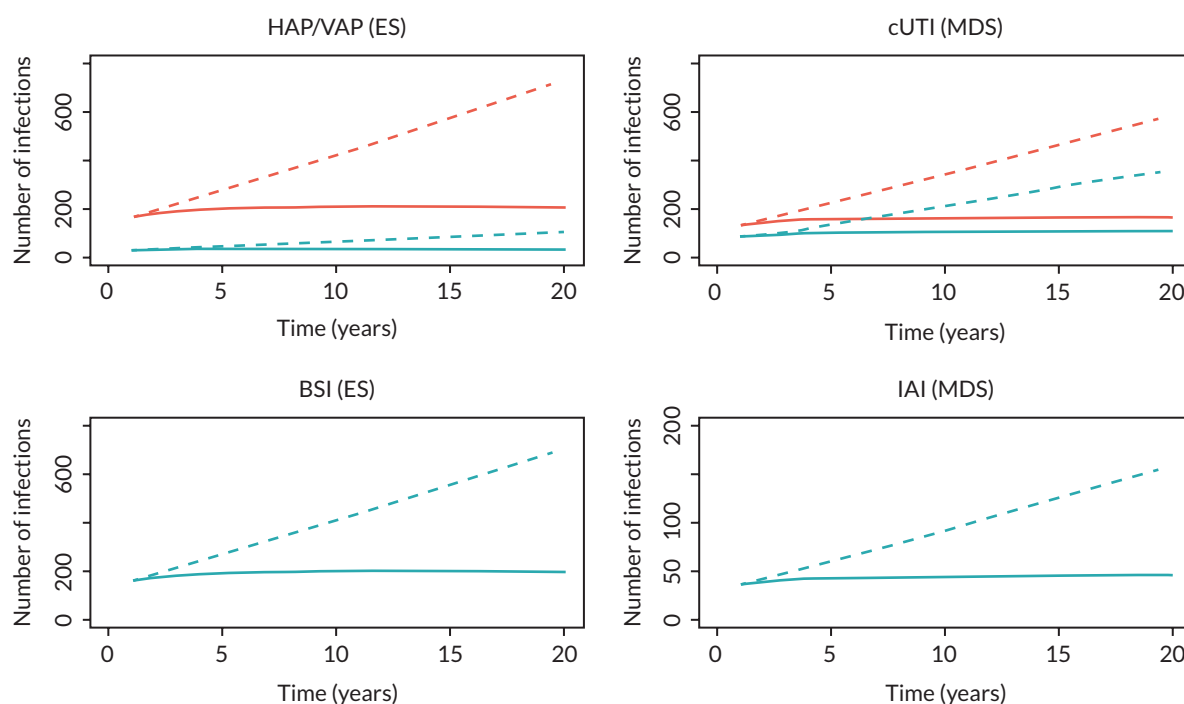 HAP/VAP (ES)
Number of infections
600
200
0
0 5 10 15 20
Time (years)
cUTI (MDS)
Number of infections
600
200
0
0 5 10 15 20
Time (years)
BSI (ES)
Number of infections
600
200
0
0 5 10 15 20
Time (years)
IAI (MDS)
Number of infections
200
100
50
0
0 5 10 15 20
Time (years)